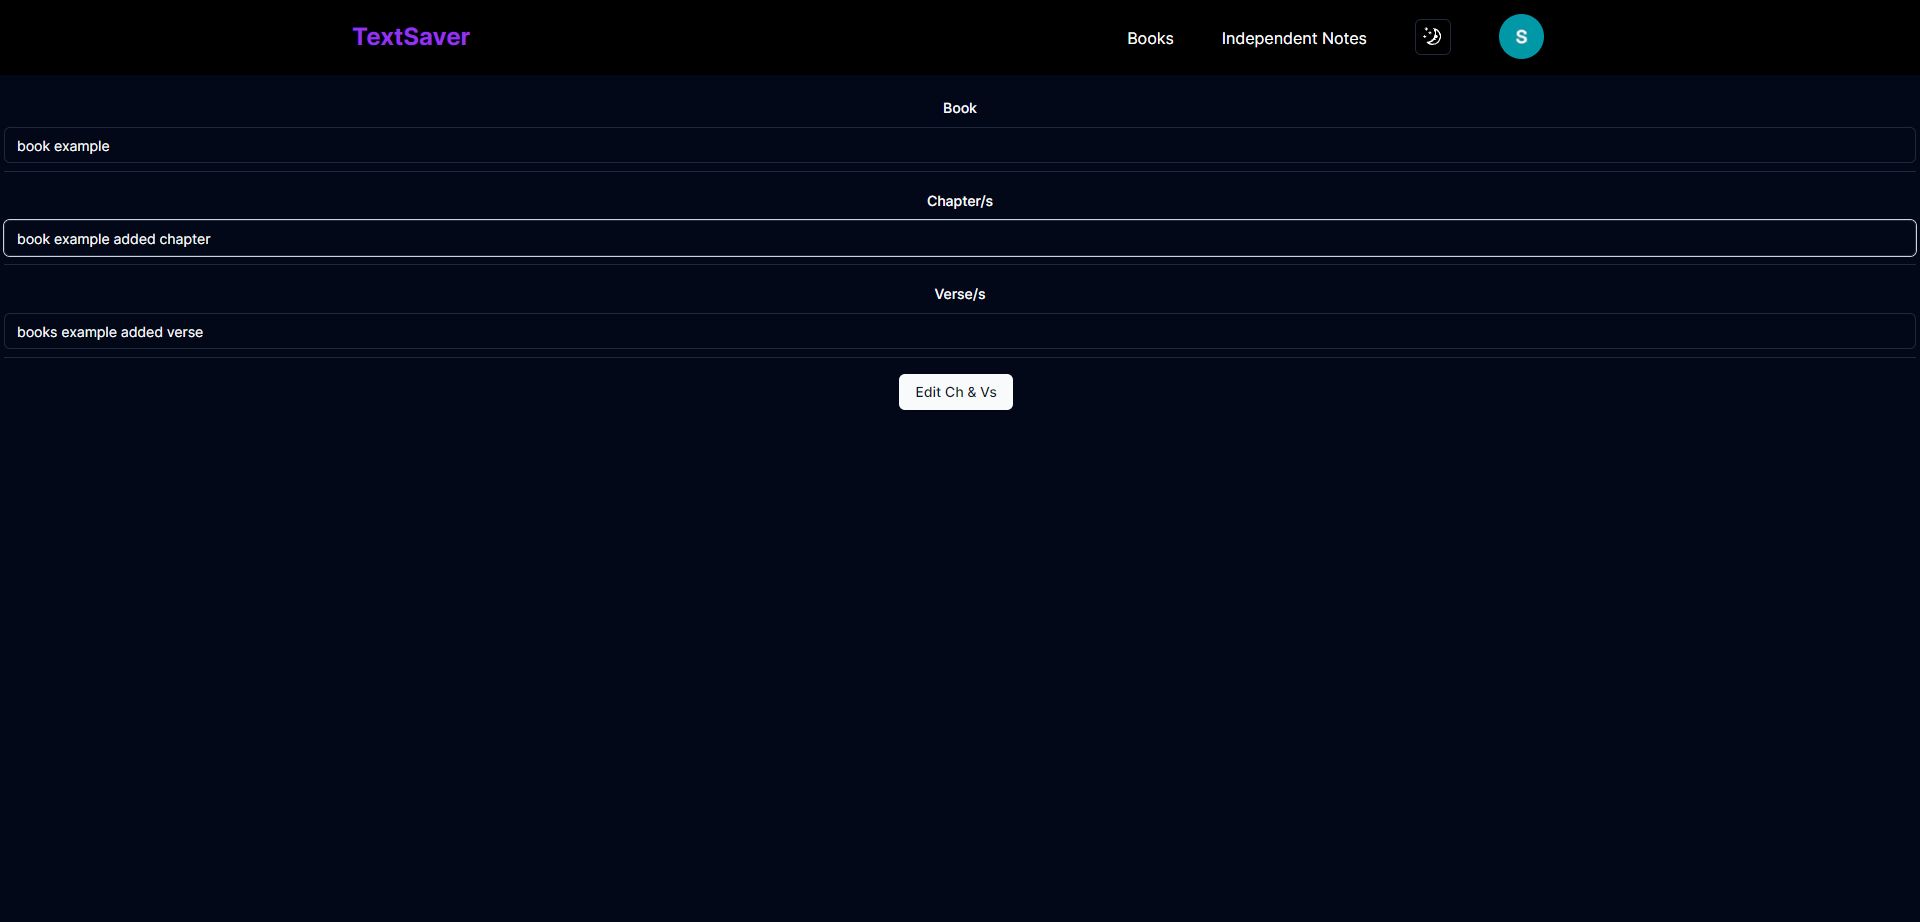 TextSaver
Books
Independent Notes
S
Book
book example
Chapter/s
book example added chapter
Verse/s
books example added verse
Edit Ch & Vs